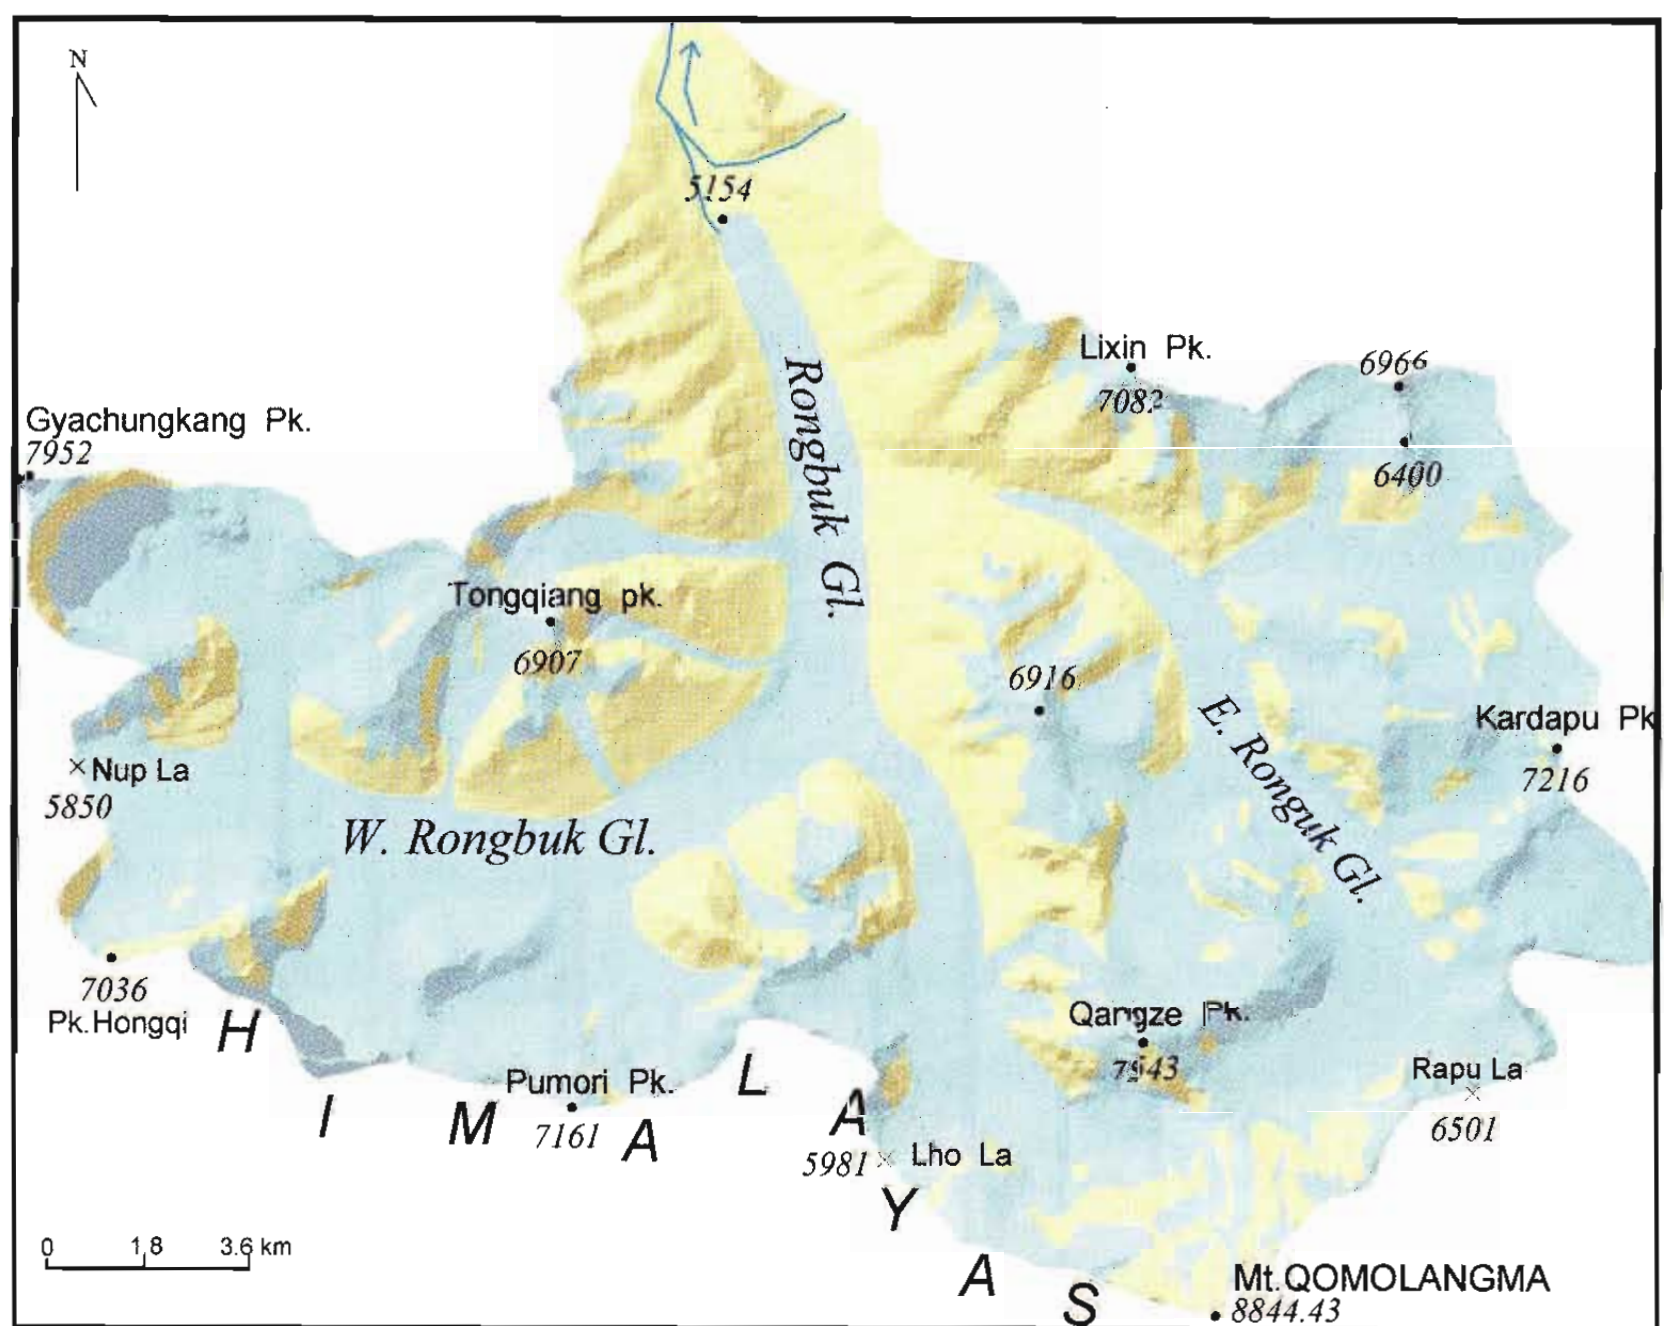 N
5154
Lixin Pk.
7082
6966
6400
Gyachungkang Pk.
7952
Rongbuk Gl.
Tongqiang pk.
6907
6916
E. Ronguk Gl.
Kardapu Pk
7216
Nup La
5850
W. Rongbuk Gl.
7036
Pk. Hongqi
Qangze Pk.
7543
Rapu La
6501
Pumori Pk.
7161
5981 Lho La
H I M A L A Y A S
0 1,8 3.6 km
Mt.QOMOLANGMA
8844.43